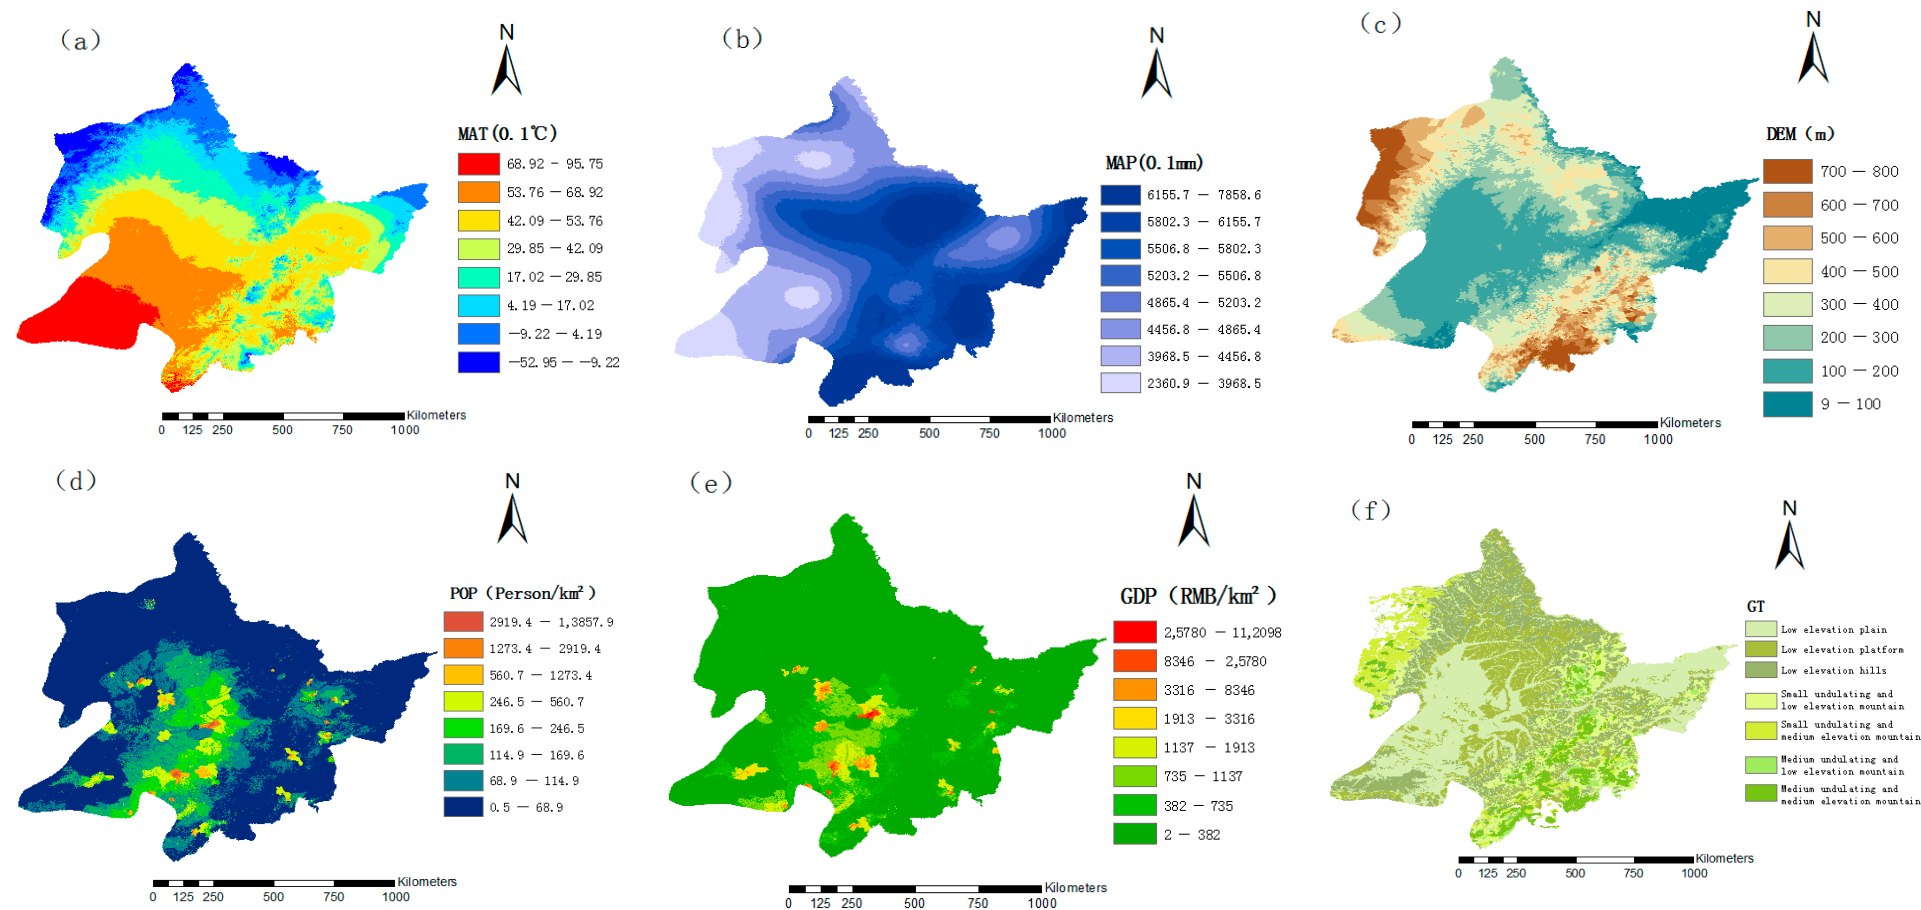 (a)
N
MAT(0.1℃)
68.92 — 95.75
53.76 — 68.92
42.09 — 53.76
29.85 — 42.09
17.02 — 29.85
4.19 — 17.02
—9.22 — 4.19
—52.95 — —9.22
Kilometers
0 125 250 500 750 1000
(b)
N
MAP(0.1mm)
6155.7 — 7858.6
5802.3 — 6155.7
5506.8 — 5802.3
5203.2 — 5506.8
4865.4 — 5203.2
4456.8 — 4865.4
3968.5 — 4456.8
2360.9 — 3968.5
Kilometers
0 125 250 500 750 1000
(c)
N
DEM (m)
700 — 800
600 — 700
500 — 600
400 — 500
300 — 400
200 — 300
100 — 200
9 — 100
Kilometers
0 125 250 500 750 1000
(d)
N
POP (Person/km²)
2919.4 — 1,3857.9
1273.4 — 2919.4
560.7 — 1273.4
246.5 — 560.7
169.6 — 246.5
114.9 — 169.6
68.9 — 114.9
0.5 — 68.9
Kilometers
0 125 250 500 750 1000
(e)
N
GDP (RMB/km²)
2,5780 — 11,2098
8346 — 2,5780
3316 — 8346
1913 — 3316
1137 — 1913
735 — 1137
382 — 735
2 — 382
Kilometers
0 125 250 500 750 1000
(f)
N
GT
Low elevation plain
Low elevation platform
Low elevation hills
Small undulating and
low elevation mountain
Small undulating and
medium elevation mountain
Medium undulating and
low elevation mountain
Medium undulating and
medium elevation mountain
Kilometers
0 125 250 500 750 1000